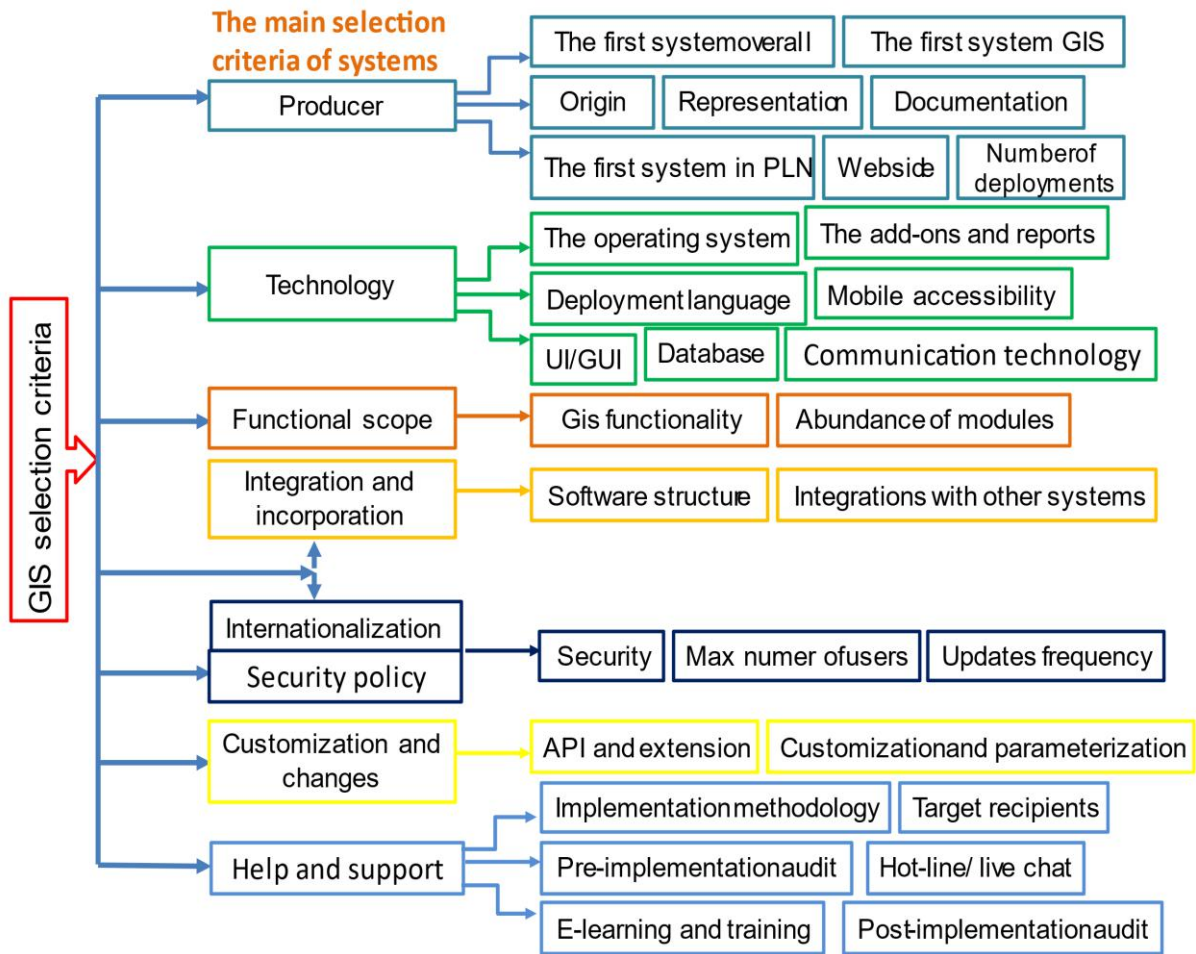 The main selection
criteria of systems
GIS selection criteria
Producer
The first systemoverall
The first system GIS
Origin
Representation
Documentation
The first system in PLN
Webside
Numberof
deployments
Technology
The operating system
The add-ons and reports
Deployment language
Mobile accessibility
UI/GUI
Database
Communication technology
Functional scope
Gis functionality
Abundance of modules
Integration and
incorporation
Software structure
Integrations with other systems
Internationalization
Security policy
Security
Max numer ofusers
Updates frequency
Customization and
changes
API and extension
Customizationand parameterization
Help and support
Implementation methodology
Target recipients
Pre-implementationaudit
Hot-line/ live chat
E-learning and training
Post-implementationaudit